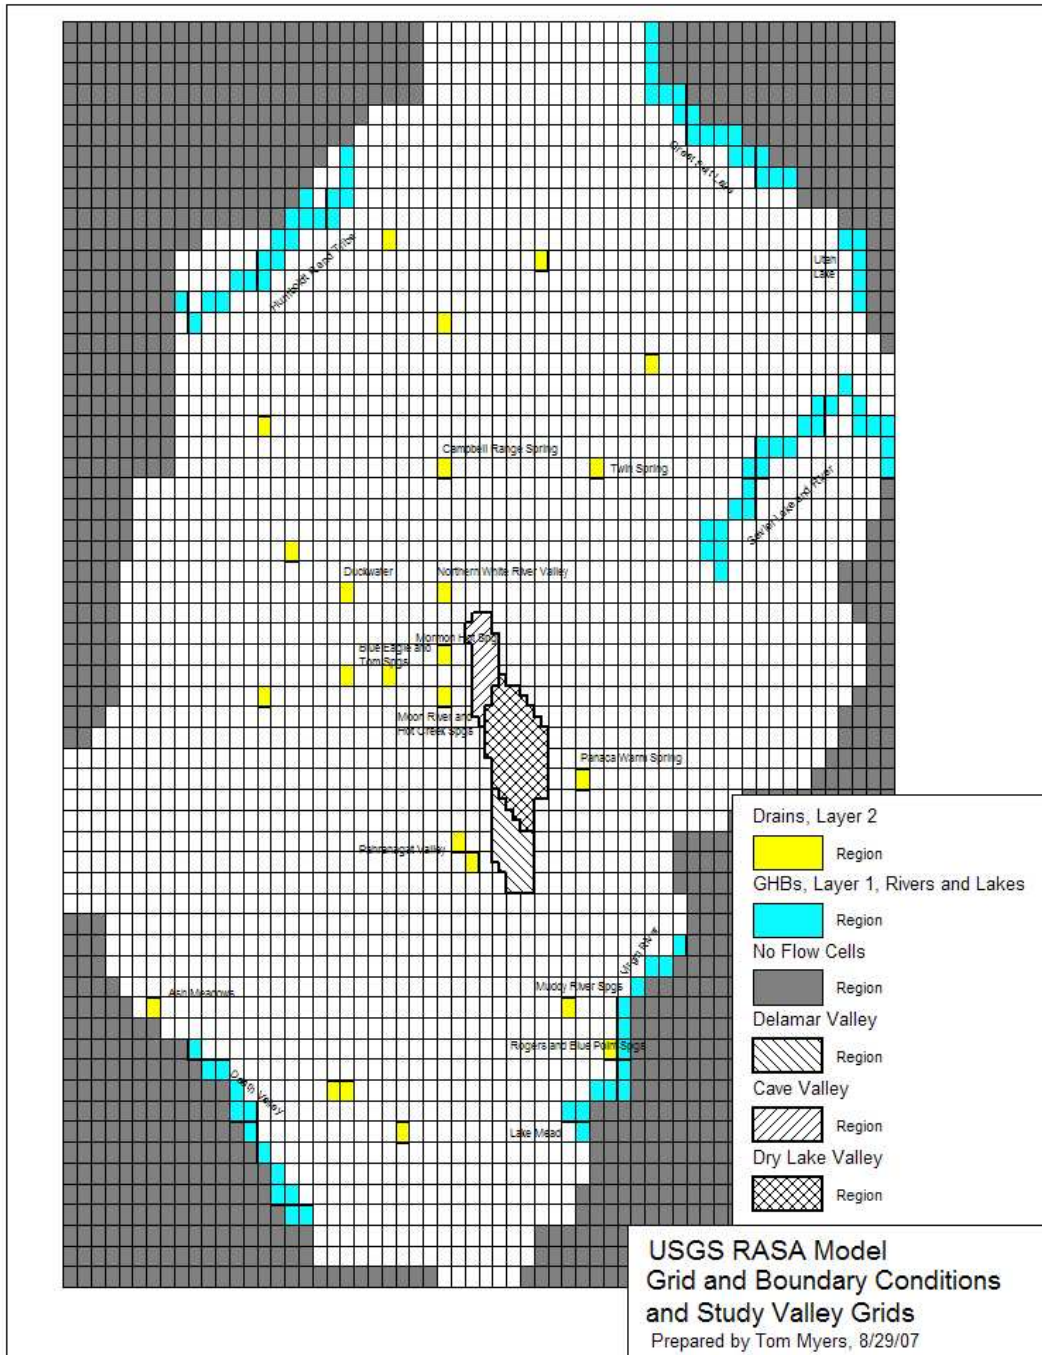 Great Salt Lake
Utah
Lake
Humboldt River and Tribe
Campbell Range Spring
Twin Spring
Sevier Lake and River
Duckwater
Northern White River Valley
Mormon Hot Spg
Blue Eagle and
Tom Spgs
Moon River and
Hot Creek Spgs
Panaca Warm Spring
Pahranagat Valley
Virgin River
Ash Meadows
Muddy River Spgs
Rogers and Blue Point Spgs
Death Valley
Lake Mead
Drains, Layer 2
Region
GHBs, Layer 1, Rivers and Lakes
Region
No Flow Cells
Region
Delamar Valley
Region
Cave Valley
Region
Dry Lake Valley
Region
USGS RASA Model
Grid and Boundary Conditions
and Study Valley Grids
Prepared by Tom Myers, 8/29/07